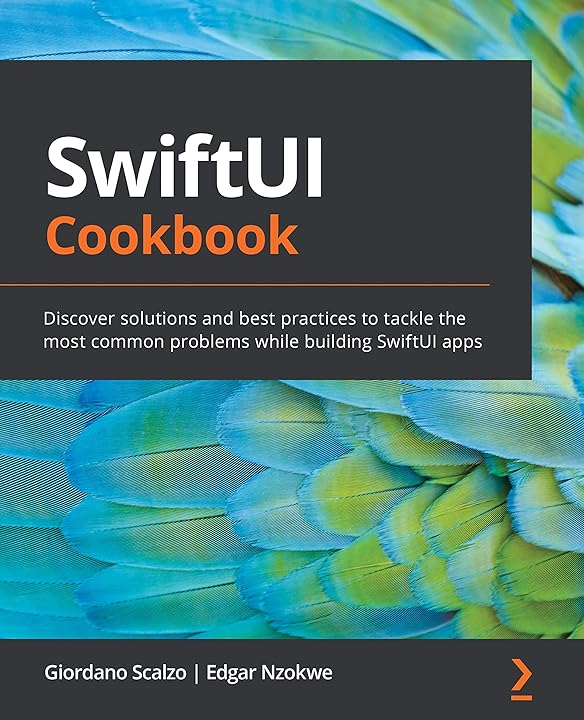 SwiftUI
Cookbook
Discover solutions and best practices to tackle the
most common problems while building SwiftUI apps
Giordano Scalzo | Edgar Nzokwe